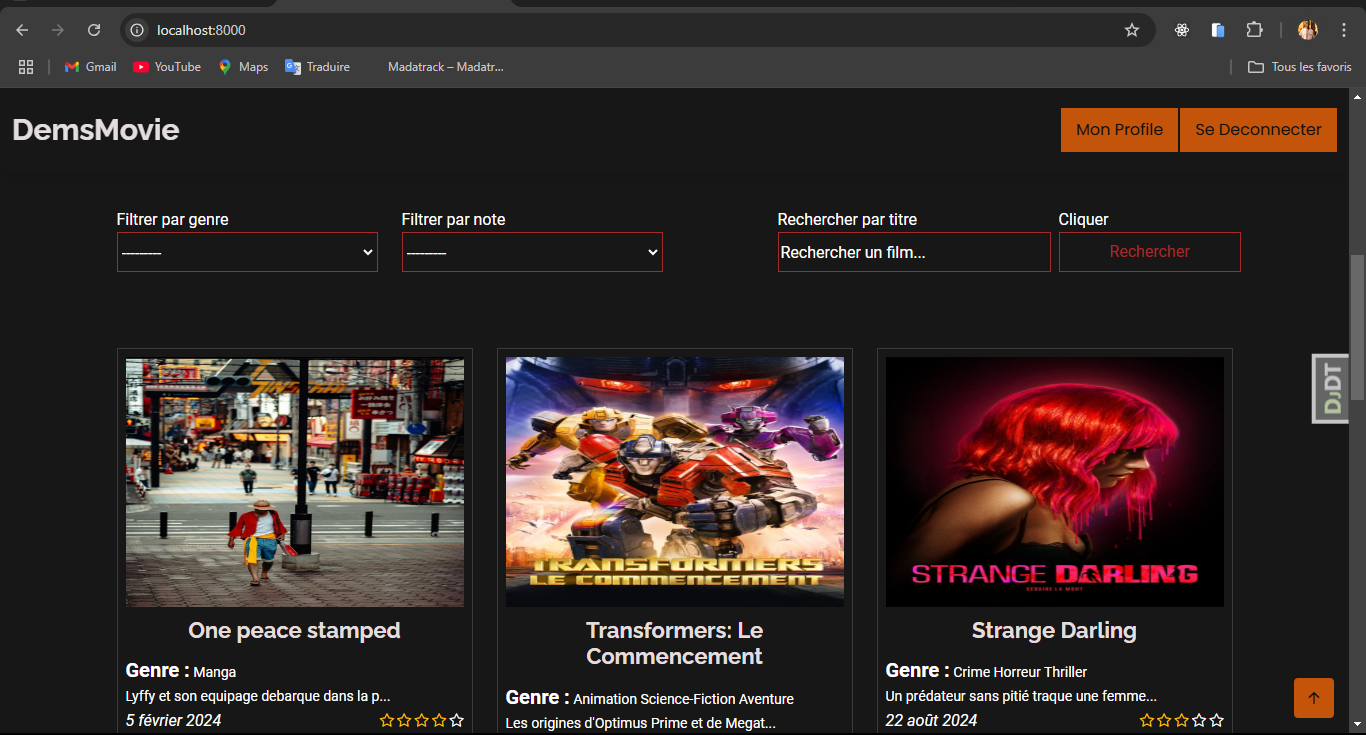 localhost:8000
Gmail YouTube Maps Traduire Madatrack – Madatr... Tous les favoris
DemsMovie
Mon Profile Se Deconnecter
Filtrer par genre Filtrer par note Rechercher par titre Cliquer
--------- --------- Rechercher un film... Rechercher
DjDT
TRANSFORMERS
LE COMMENCEMENT
STRANGE DARLING
One peace stamped
Genre : Manga
Lyffy et son equipage debarque dans la p...
5 février 2024
Transformers: Le
Commencement
Genre : Animation Science-Fiction Aventure
Les origines d'Optimus Prime et de Megat...
Strange Darling
Genre : Crime Horreur Thriller
Un prédateur sans pitié traque une femme...
22 août 2024